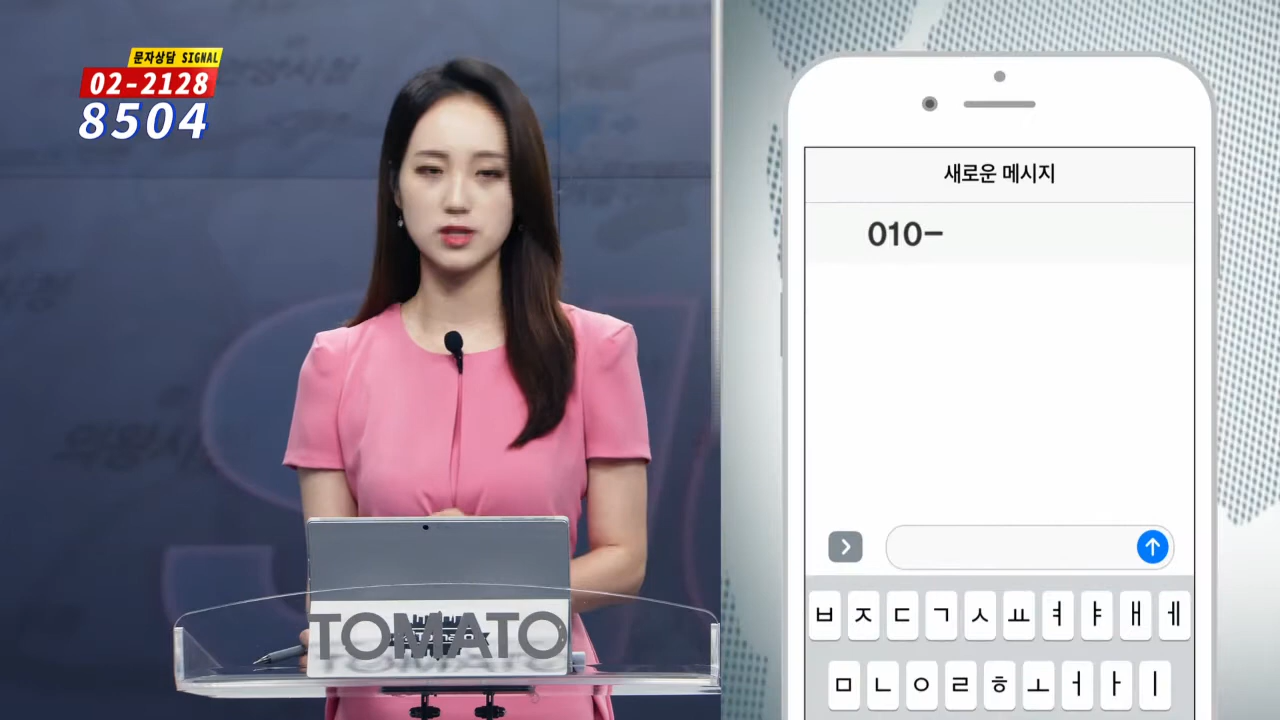 문자상담 SIGNAL
02-2128
8504
TOMATO
새로운 메시지
010-
ㅂ ㅈ ㄷ ㄱ ㅅ ㅛ ㅕ ㅑ ㅐ ㅔ
ㅁ ㄴ ㅇ ㄹ ㅎ ㅗ ㅓ ㅏ ㅣ